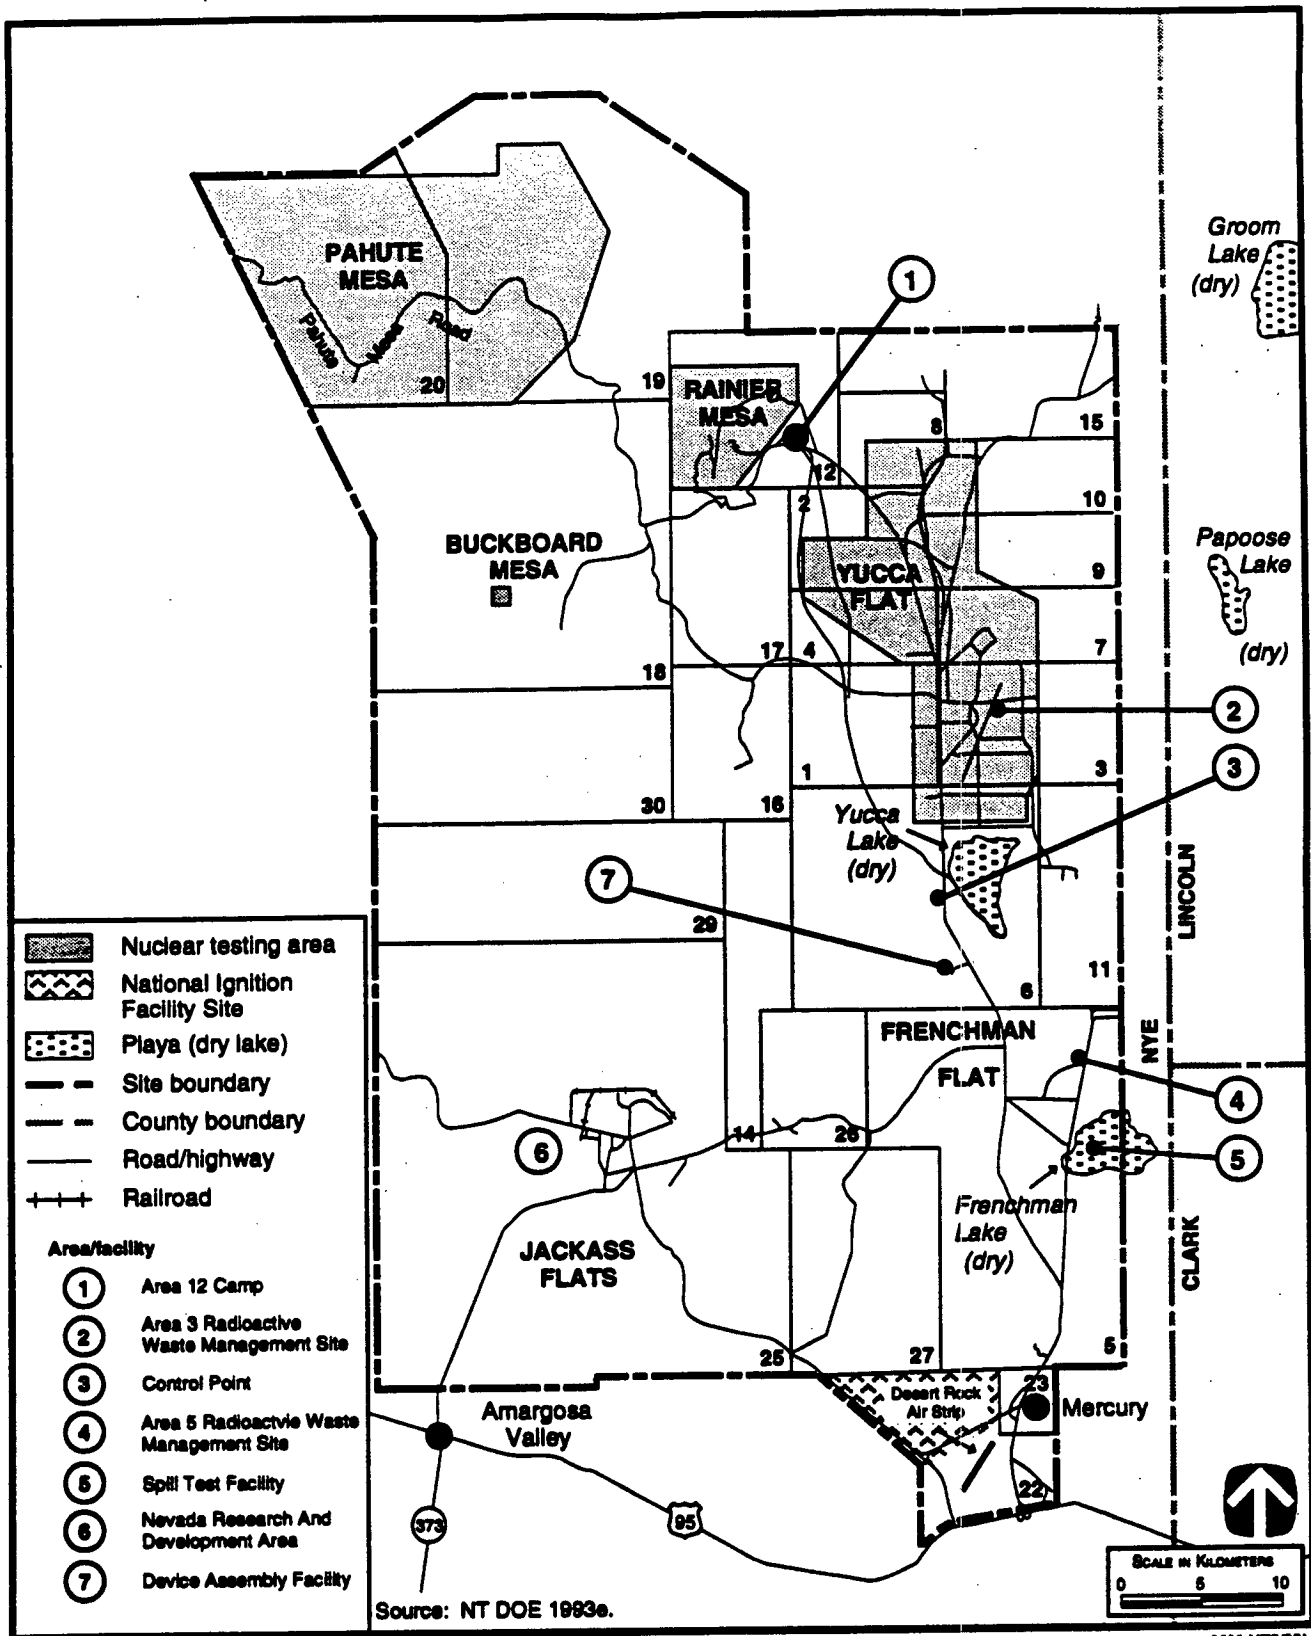 Groom
Lake
(dry)
1
PAHUTE
MESA
Pahute
Mesa
Road
20
19
RAINIER
MESA
8
15
12
2
10
BUCKBOARD
MESA
Papoose
Lake
(dry)
YUCCA
FLAT
9
17
4
7
18
2
3
1
3
30
16
Yucca
Lake
(dry)
7
LINCOLN
29
11
6
FRENCHMAN
FLAT
NYE
4
14
26
6
5
Frenchman
Lake
(dry)
JACKASS
FLATS
CLARK
25
27
5
Desert Rock
Air Strip
23
Mercury
Amargosa
Valley
22
373
95
Nuclear testing area
National Ignition
Facility Site
Playa (dry lake)
Site boundary
County boundary
Road/highway
Railroad
Area/facility
1 Area 12 Camp
2 Area 3 Radioactive
Waste Management Site
3 Control Point
4 Area 5 Radioactvie Waste
Management Site
5 Spill Test Facility
6 Nevada Research And
Development Area
7 Device Assembly Facility
SCALE IN KILOMETERS
0 5 10
Source: NT DOE 1993e.